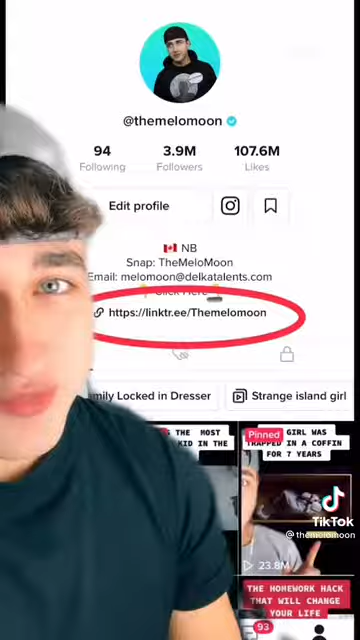 @themelomoon
94 3.9M 107.6M
Following Followers Likes
Edit profile
NB
Snap: TheMeloMoon
Email: melomoon@delkatalents.com
Click Here
https://linktr.ee/Themelomoon
mily Locked in Dresser
Strange island girl
THE MOST
KID IN THE
Pinned
GIRL WAS
TRAPPED IN A COFFIN
FOR 7 YEARS
TikTok
@themelomoon
23.8M
THE HOMEWORK HACK
THAT WILL CHANGE
YOUR LIFE
93